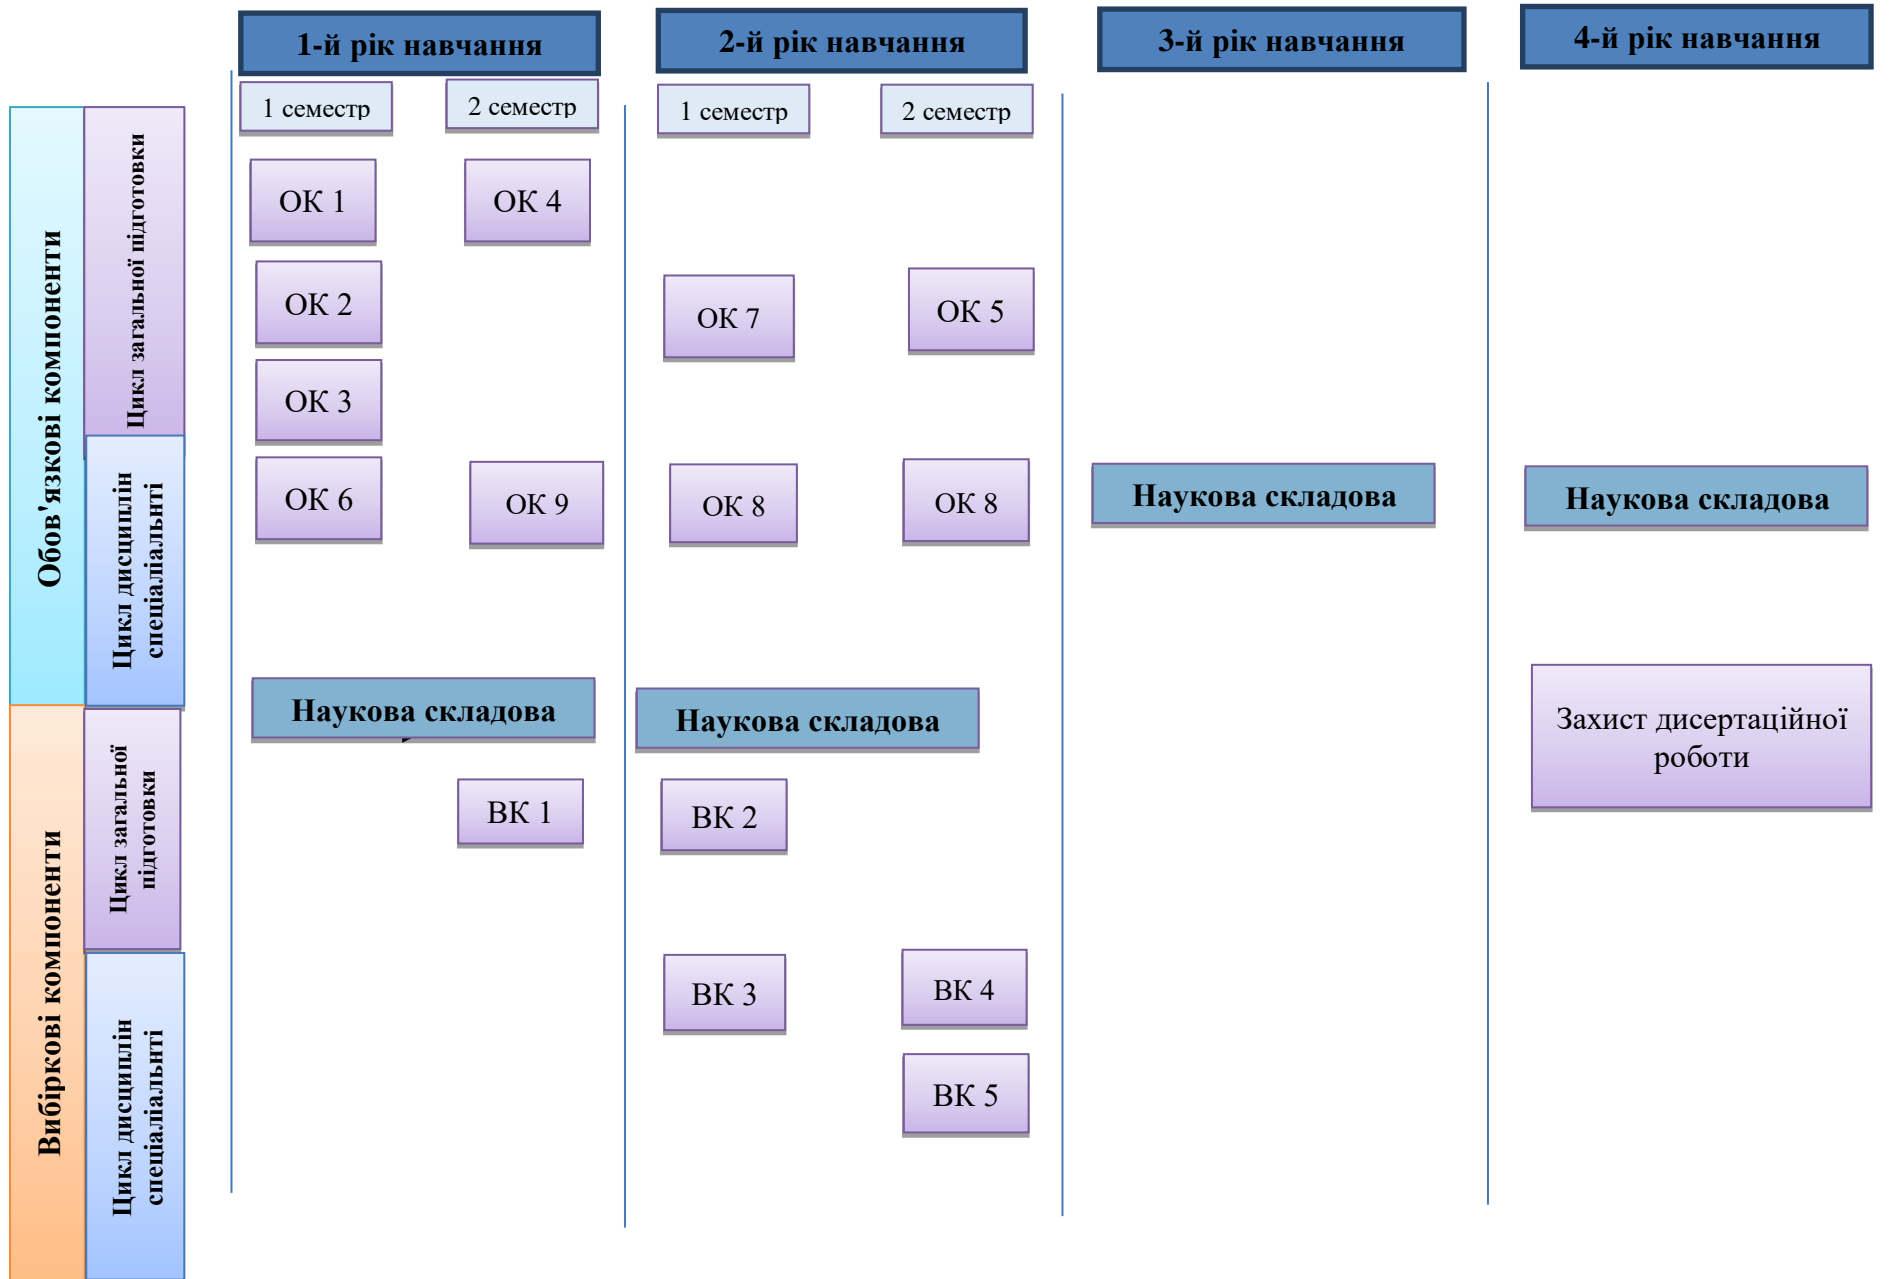 1-й рік навчання
2-й рік навчання
3-й рік навчання
4-й рік навчання
1 семестр
2 семестр
1 семестр
2 семестр
Обов'язкові компоненти
Цикл загальної підготовки
ОК 1
ОК 4
ОК 2
ОК 7
ОК 5
ОК 3
Цикл дисциплін
спеціаліальнті
ОК 6
ОК 9
ОК 8
ОК 8
Наукова складова
Наукова складова
Наукова складова
Наукова складова
Захист дисертаційної
роботи
Вибіркові компоненти
Цикл загальної
підготовки
ВК 1
ВК 2
Цикл дисциплін
спеціаліальнті
ВК 3
ВК 4
ВК 5